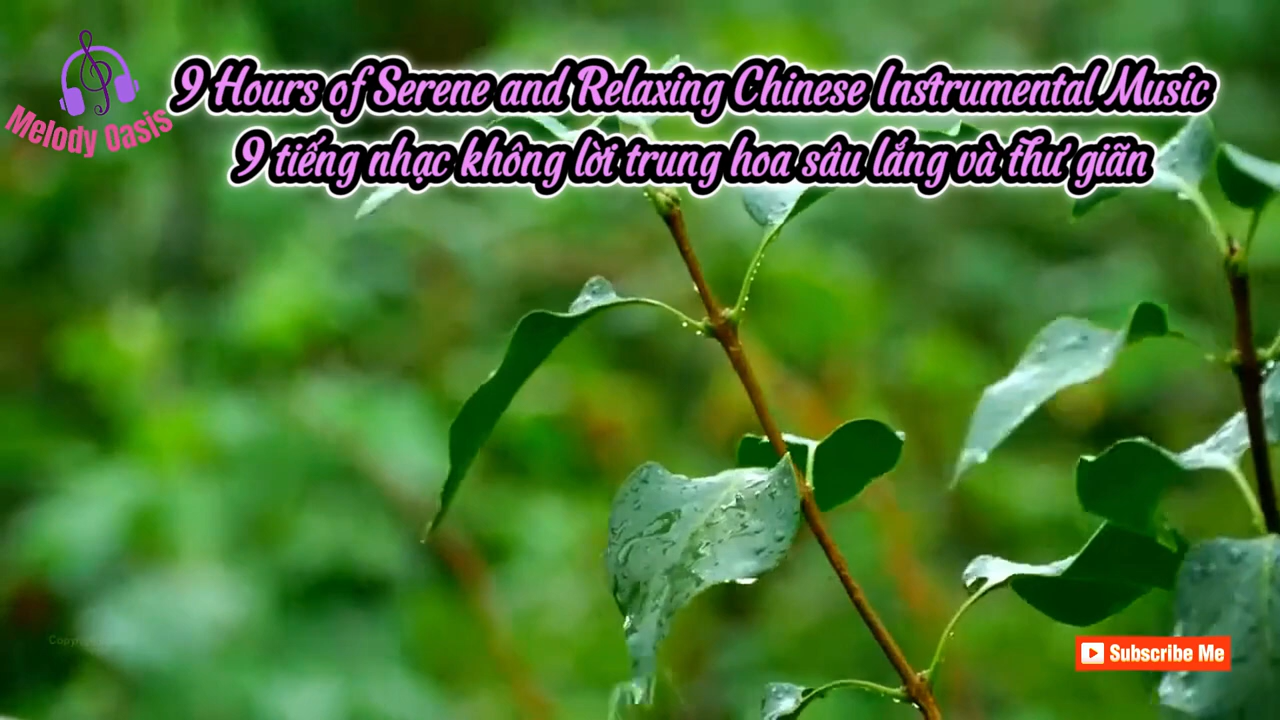 9 Hours of Serene and Relaxing Chinese Instrumental Music
9 tiếng nhạc không lời trung hoa sâu lắng và thư giãn
Melody Oasis
Subscribe Me